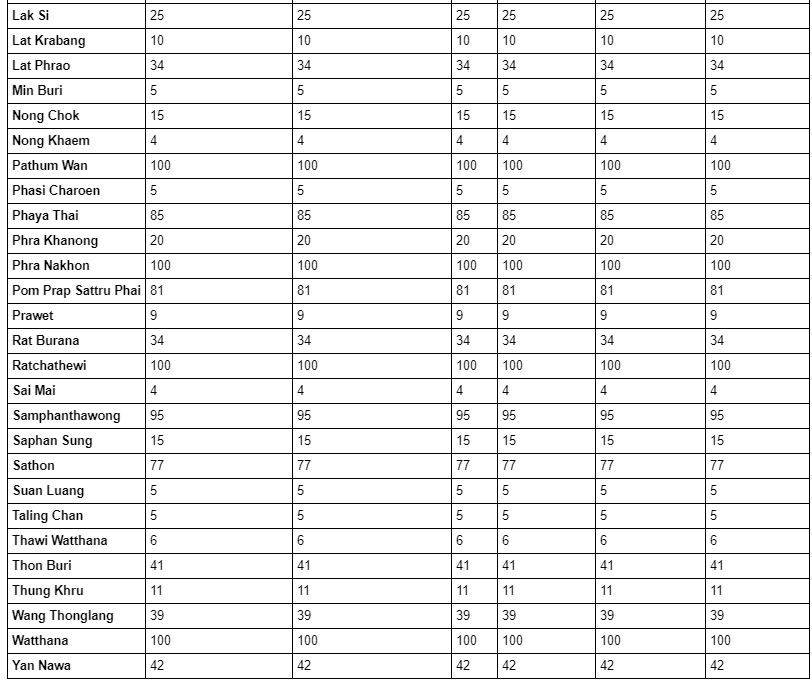 Lak Si 25 25 25 25 25 25
Lat Krabang 10 10 10 10 10 10
Lat Phrao 34 34 34 34 34 34
Min Buri 5 5 5 5 5 5
Nong Chok 15 15 15 15 15 15
Nong Khaem 4 4 4 4 4 4
Pathum Wan 100 100 100 100 100 100
Phasi Charoen 5 5 5 5 5 5
Phaya Thai 85 85 85 85 85 85
Phra Khanong 20 20 20 20 20 20
Phra Nakhon 100 100 100 100 100 100
Pom Prap Sattru Phai 81 81 81 81 81 81
Prawet 9 9 9 9 9 9
Rat Burana 34 34 34 34 34 34
Ratchathewi 100 100 100 100 100 100
Sai Mai 4 4 4 4 4 4
Samphanthawong 95 95 95 95 95 95
Saphan Sung 15 15 15 15 15 15
Sathon 77 77 77 77 77 77
Suan Luang 5 5 5 5 5 5
Taling Chan 5 5 5 5 5 5
Thawi Watthana 6 6 6 6 6 6
Thon Buri 41 41 41 41 41 41
Thung Khru 11 11 11 11 11 11
Wang Thonglang 39 39 39 39 39 39
Watthana 100 100 100 100 100 100
Yan Nawa 42 42 42 42 42 42